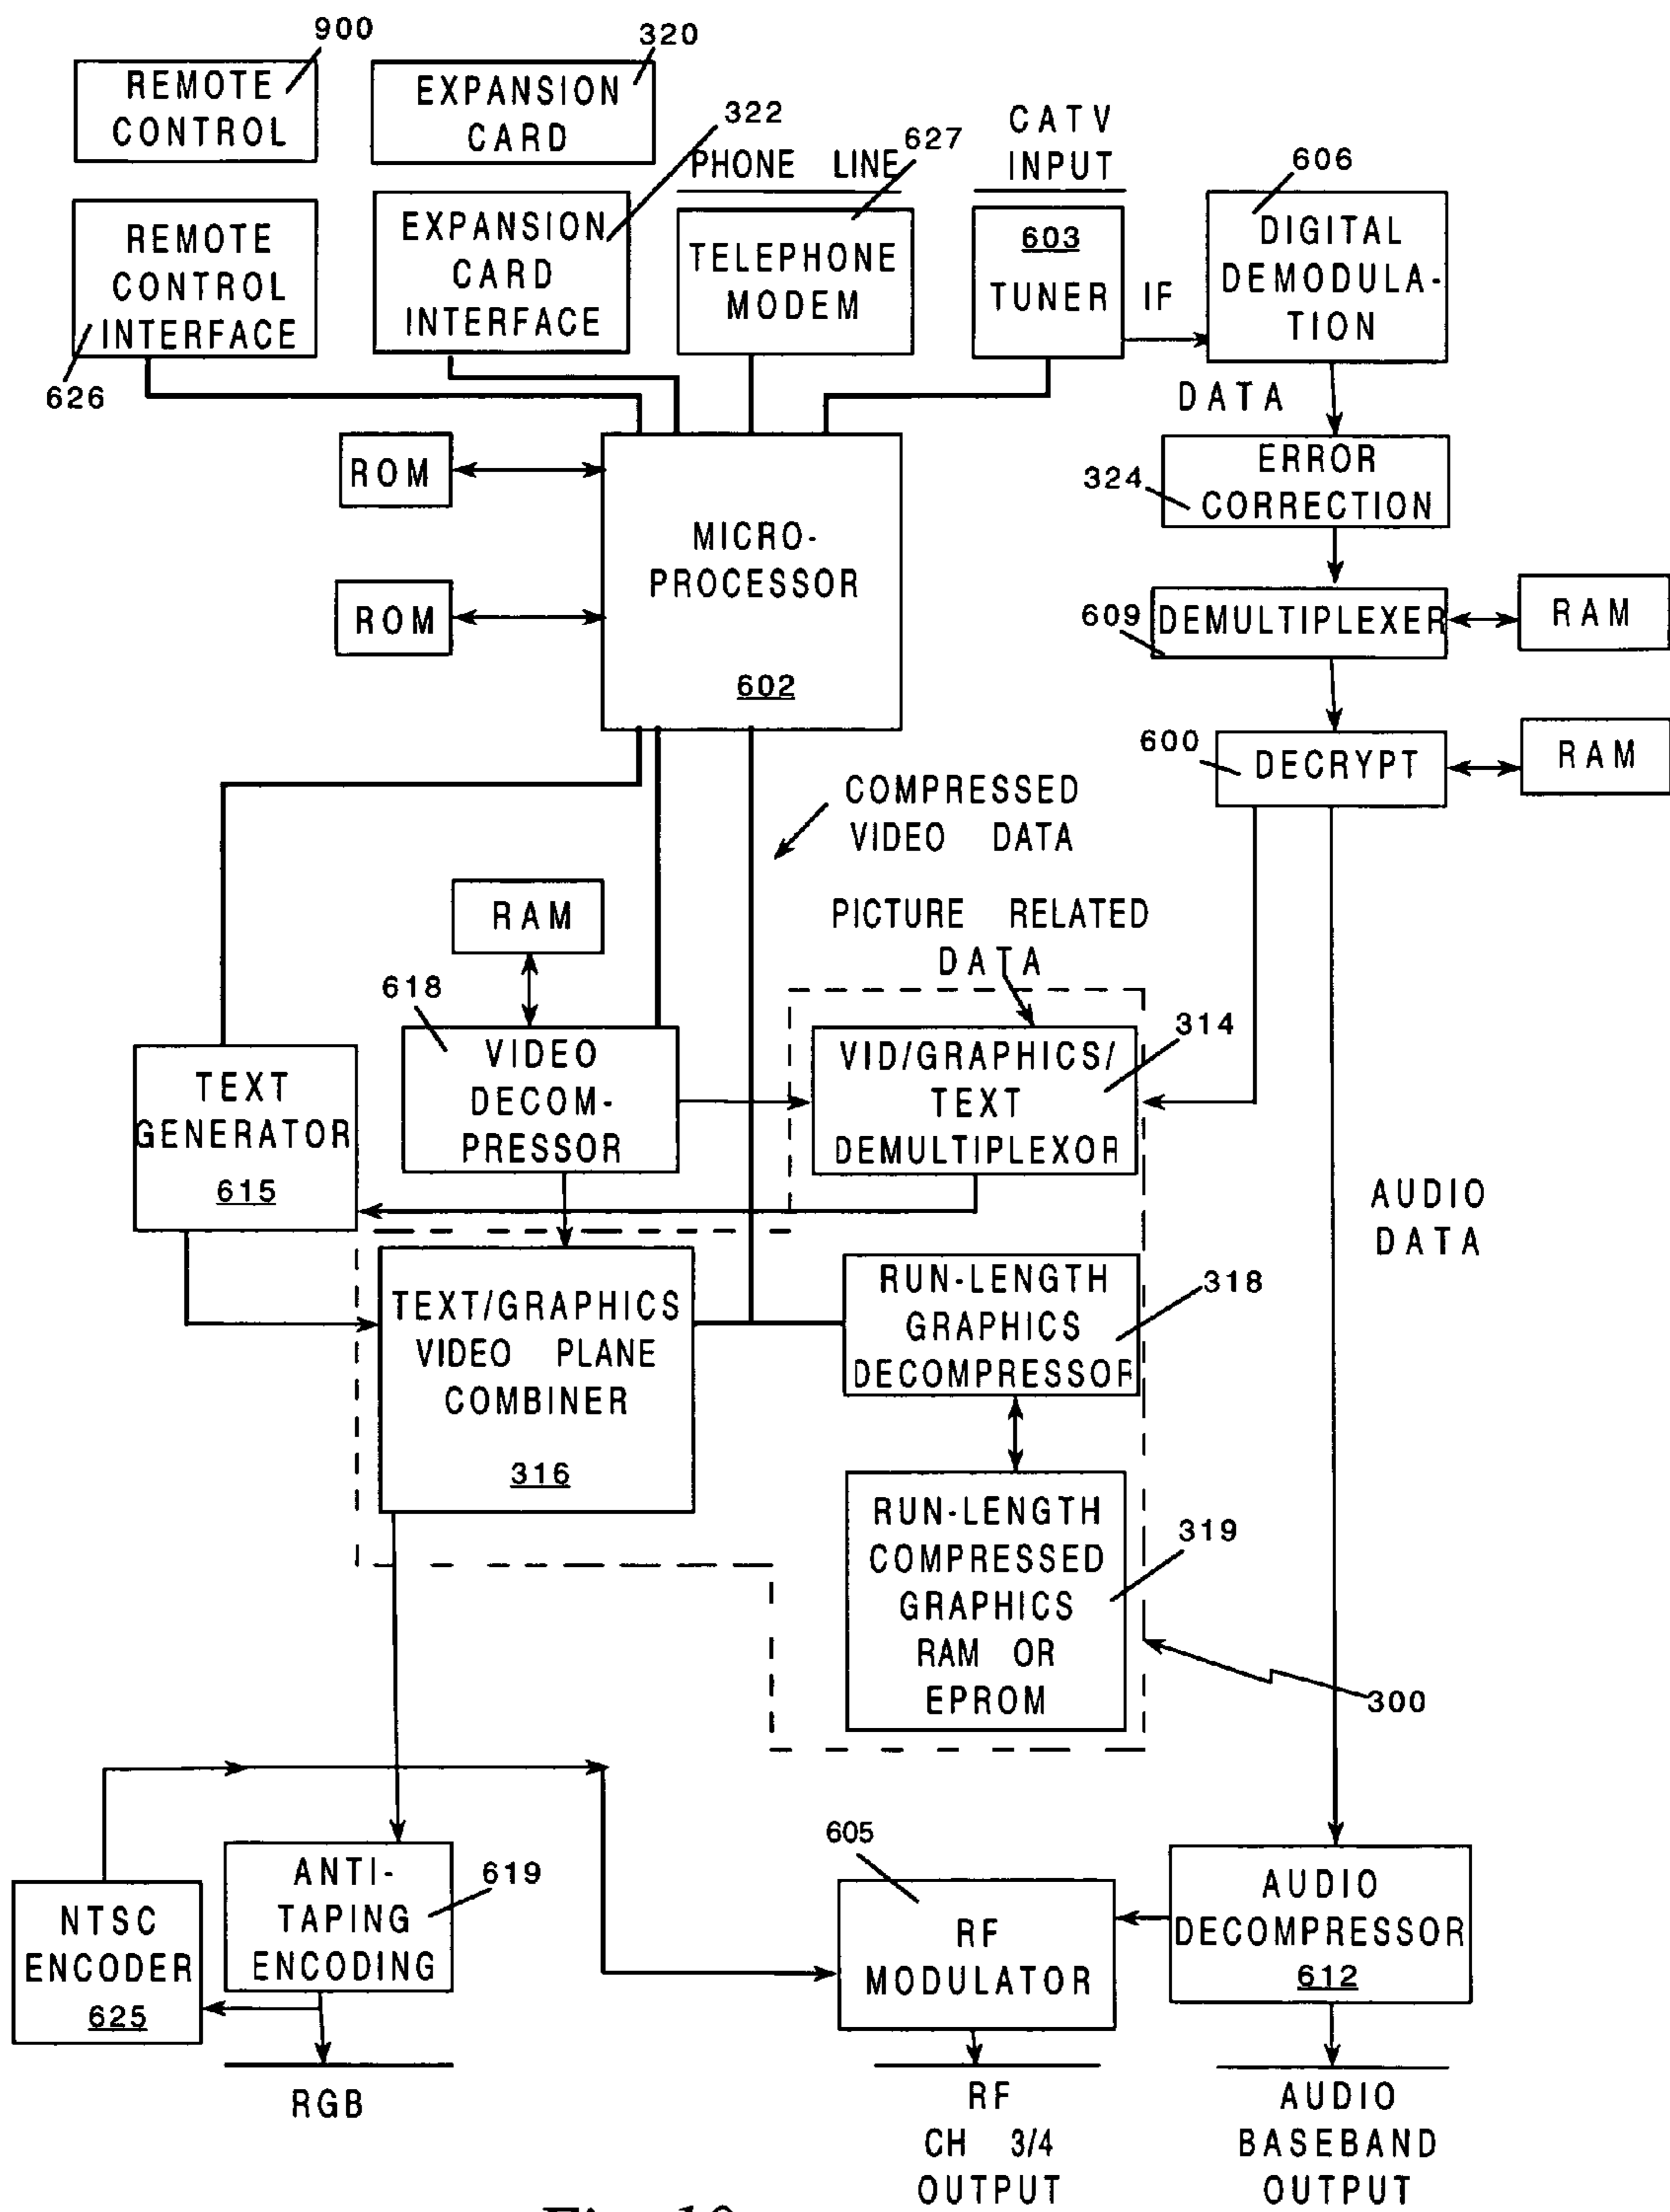 900
320
REMOTE
CONTROL
EXPANSION
CARD
322
PHONE LINE
627
CATV
INPUT
606
REMOTE
CONTROL
INTERFACE
626
EXPANSION
CARD
INTERFACE
TELEPHONE
MODEM
603
TUNER
IF
DIGITAL
DEMODULA-
TION
DATA
ROM
ROM
MICRO-
PROCESSOR
602
324
ERROR
CORRECTION
609
DEMULTIPLEXER
RAM
600
DECRYPT
RAM
COMPRESSED
VIDEO DATA
PICTURE RELATED
DATA
RAM
618
VIDEO
DECOM-
PRESSOR
314
VID/GRAPHICS/
TEXT
DEMULTIPLEXOR
TEXT
GENERATOR
615
AUDIO
DATA
TEXT/GRAPHICS
VIDEO PLANE
COMBINER
316
RUN-LENGTH
GRAPHICS
DECOMPRESSOR
318
RUN-LENGTH
COMPRESSED
GRAPHICS
RAM OR
EPROM
319
300
NTSC
ENCODER
625
ANTI-
TAPING
ENCODING
619
605
RF
MODULATOR
AUDIO
DECOMPRESSOR
612
RGB
RF
CH 3/4
OUTPUT
AUDIO
BASEBAND
OUTPUT